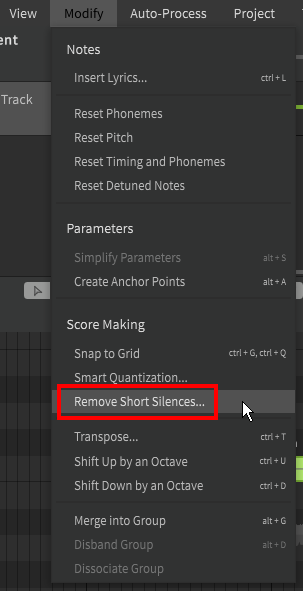 View Modify Auto-Process Project
ent
Track
Notes
Insert Lyrics... ctrl + L
Reset Phonemes
Reset Pitch
Reset Timing and Phonemes
Reset Detuned Notes
Parameters
Simplify Parameters alt + S
Create Anchor Points alt + A
Score Making
Snap to Grid ctrl + G, ctrl + Q
Smart Quantization...
Remove Short Silences...
Transpose... ctrl + T
Shift Up by an Octave ctrl + U
Shift Down by an Octave ctrl + D
Merge into Group alt + G
Disband Group alt + D
Dissociate Group